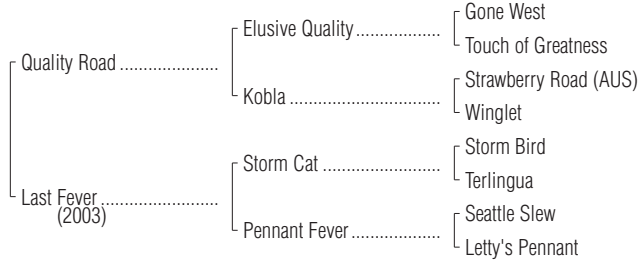 Gone West
Elusive Quality ..................
Touch of Greatness
Quality Road .....................
Strawberry Road (AUS)
Kobla ................................
Winglet
Storm Bird
Storm Cat .........................
Terlingua
Last Fever .........................
(2003)
Seattle Slew
Pennant Fever ...................
Letty's Pennant